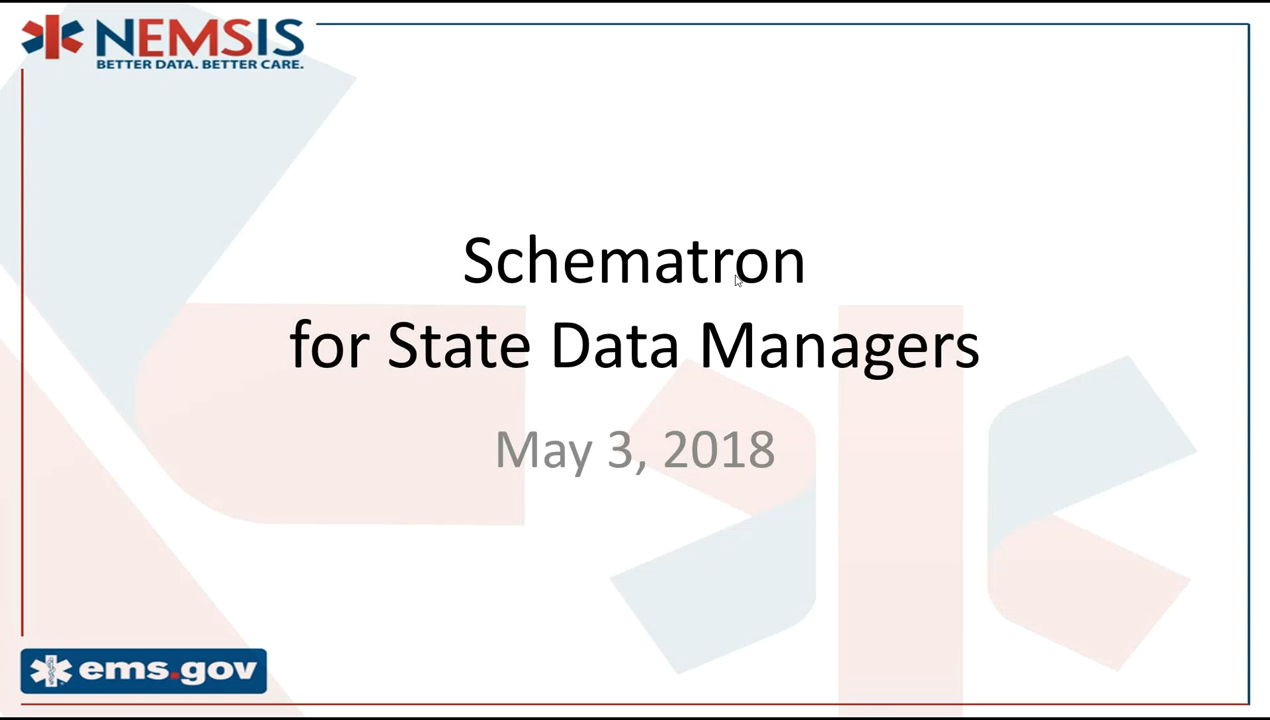 NEMSIS
BETTER DATA. BETTER CARE.
Schematron
for State Data Managers
May 3, 2018
ems.gov